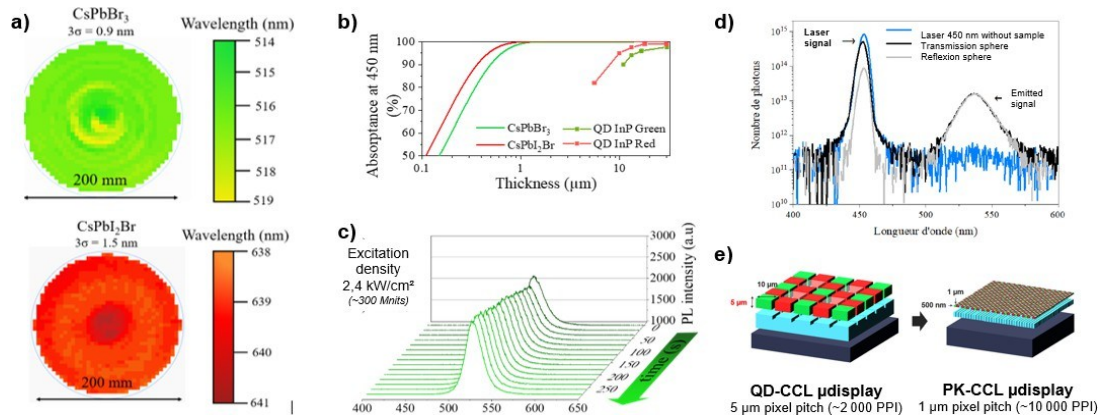 a)
CsPbBr₃
3σ = 0.9 nm
Wavelength (nm)
514
515
516
517
518
519
200 mm
CsPbI₂Br
3σ = 1.5 nm
Wavelength (nm)
638
639
640
641
200 mm
b)
Absorptance at 450 nm
(%)
100
90
80
70
60
50
CsPbBr₃
CsPbI₂Br
QD InP Green
QD InP Red
0.1
1
10
Thickness (µm)
c)
Excitation
density
2,4 kW/cm²
(~300 Mnits)
3000
2500
2000
1500
1000
PL intensity (a.u)
0
50
100
150
200
250
time (s)
400
450
500
550
600
650
d)
Laser
signal
Laser 450 nm without sample
Transmission sphere
Reflexion sphere
Emitted
signal
Nombre de photons
10¹⁵
10¹⁴
10¹³
10¹²
10¹¹
10¹⁰
400
450
500
550
600
Longueur d'onde (nm)
e)
10 µm
5 µm
1 µm
500 nm
QD-CCL µdisplay
5 µm pixel pitch (~2 000 PPI)
PK-CCL µdisplay
1 µm pixel pitch (~10 000 PPI)